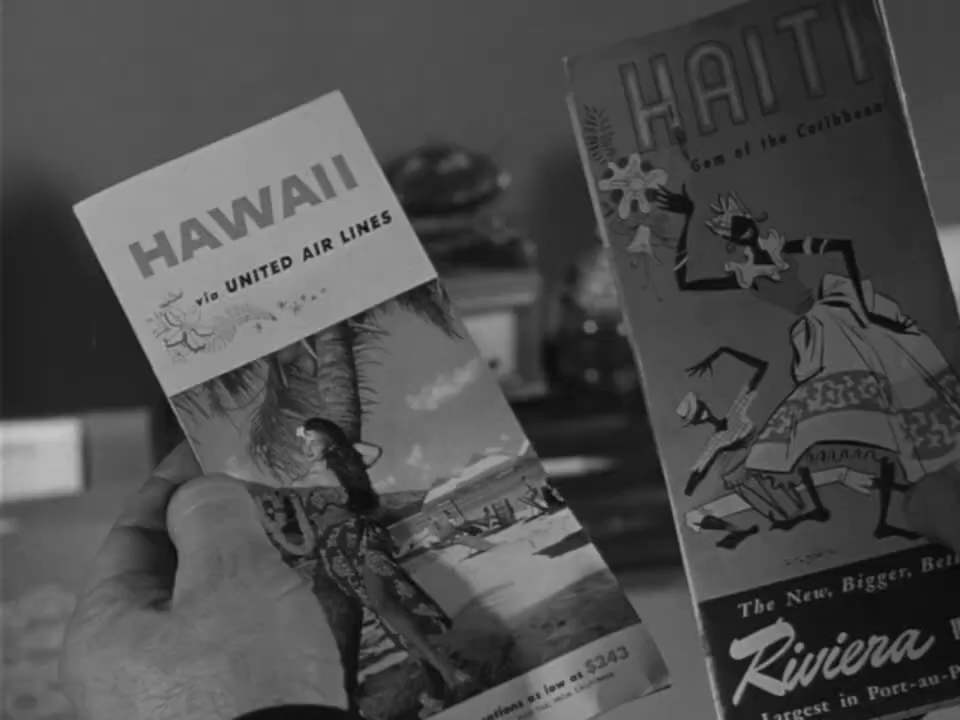 HAWAII
via UNITED AIR LINES
as low as $243
HAITI
Gem of the Caribbean
The New, Bigger,
Riviera
Largest in Port-au-P